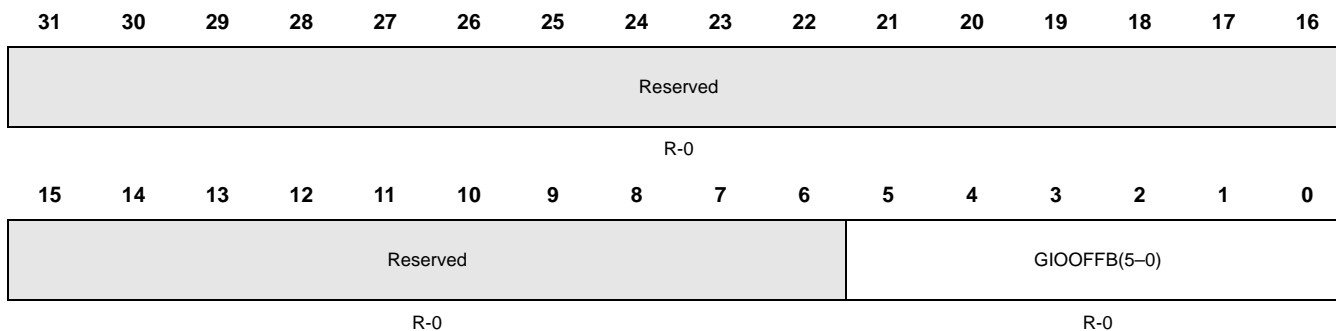 31 30 29 28 27 26 25 24 23 22 21 20 19 18 17 16
Reserved
R-0
15 14 13 12 11 10 9 8 7 6 5 4 3 2 1 0
Reserved GIOOFFB(5–0)
R-0 R-0